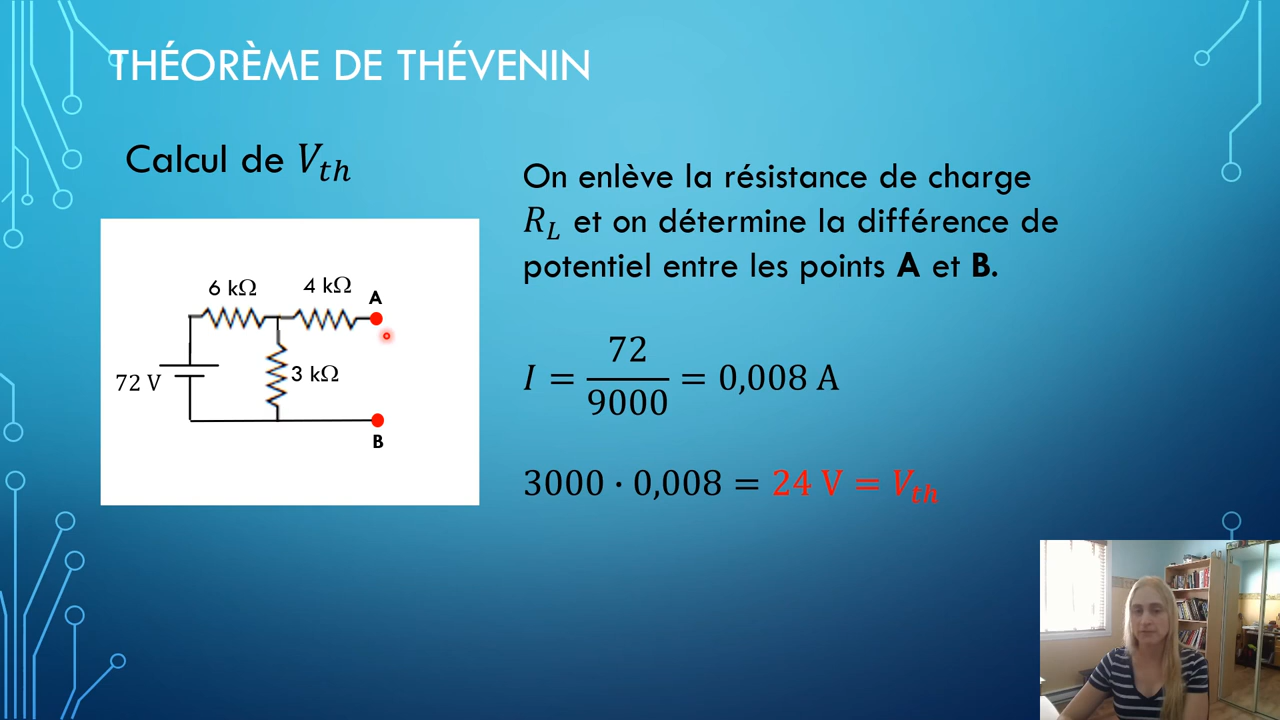 THÉORÈME DE THÉVENIN
Calcul de V_th
On enlève la résistance de charge
R_L et on détermine la différence de
potentiel entre les points A et B.
6 kΩ
4 kΩ
A
72 V
3 kΩ
B
I = 72/9000 = 0,008 A
3000 · 0,008 = 24 V = V_th